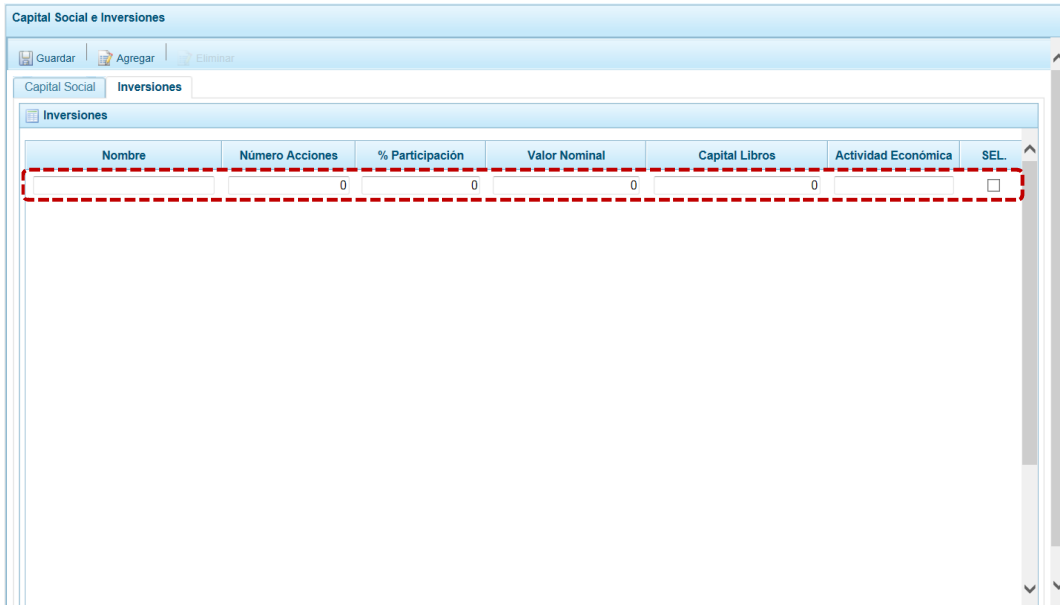 Capital Social e Inversiones
Guardar Agregar Eliminar
Capital Social Inversiones
Inversiones
Nombre Número Acciones % Participación Valor Nominal Capital Libros Actividad Económica SEL.
0 0 0 0